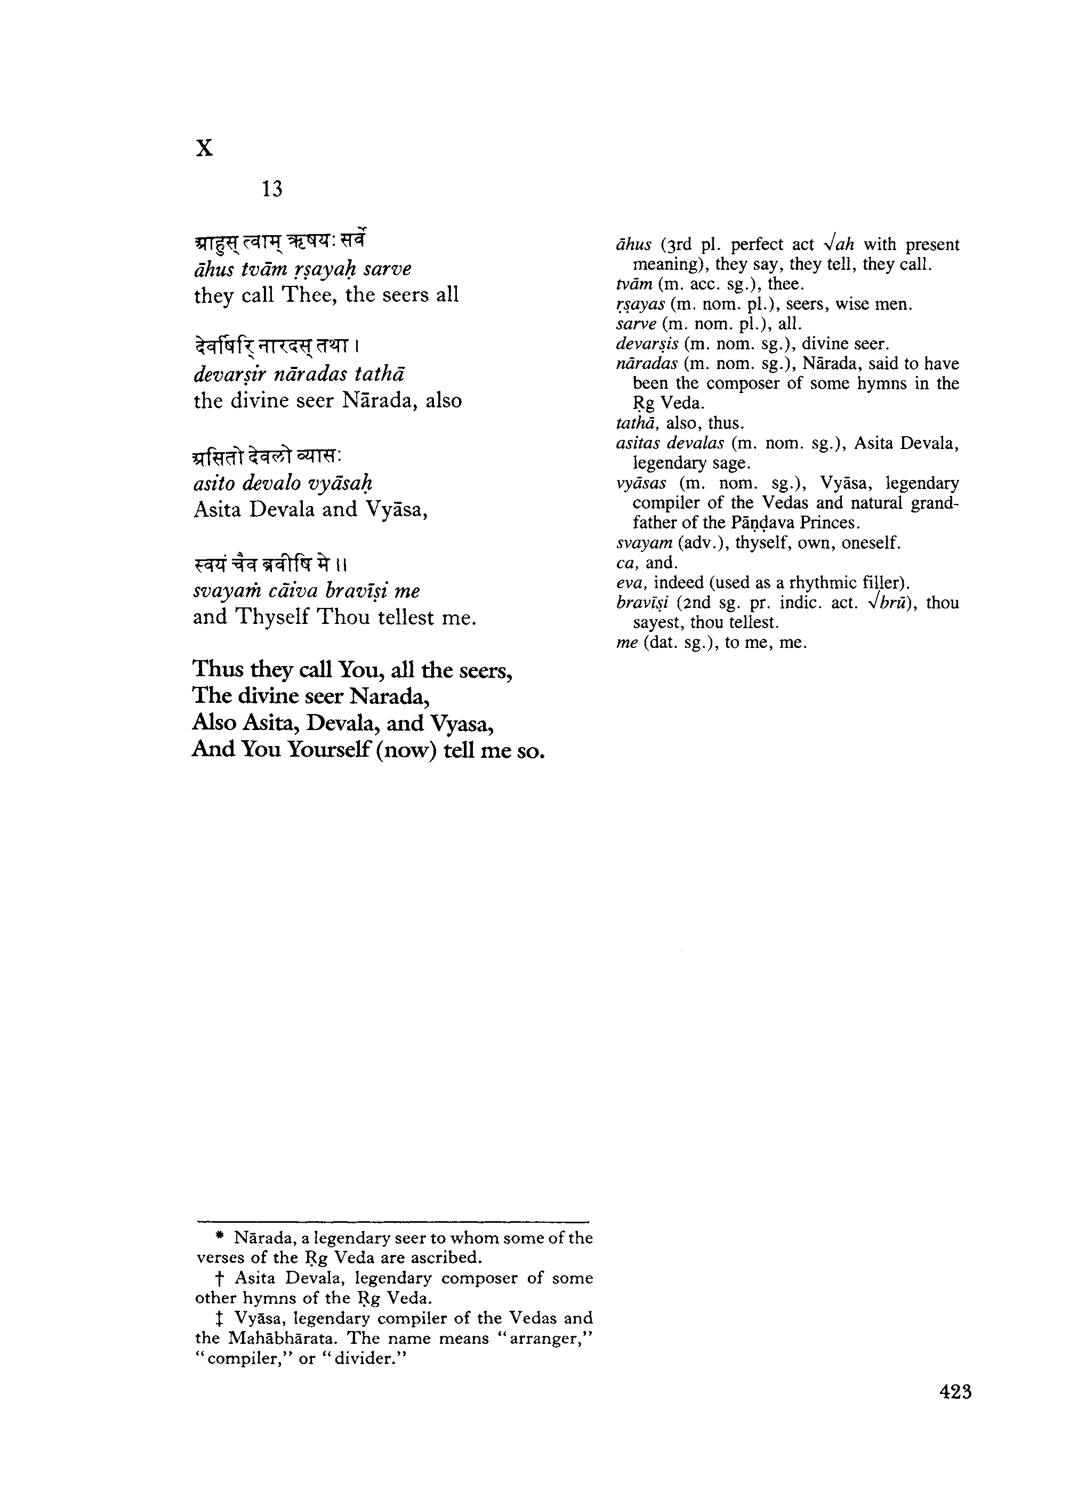 X
13
आहुस् त्वाम् ऋषयः सर्वे
āhus tvām ṛṣayaḥ sarve
they call Thee, the seers all
देवर्षिर् नारदस् तथा ।
devarṣir nāradas tathā
the divine seer Nārada, also
असितो देवलो व्यासः
asito devalo vyāsaḥ
Asita Devala and Vyāsa,
स्वयं चैव ब्रवीषि मे ॥
svayaṁ cāiva bravīṣi me
and Thyself Thou tellest me.
Thus they call You, all the seers,
The divine seer Narada,
Also Asita, Devala, and Vyasa,
And You Yourself (now) tell me so.
āhus (3rd pl. perfect act √ah with present
meaning), they say, they tell, they call.
tvām (m. acc. sg.), thee.
ṛṣayas (m. nom. pl.), seers, wise men.
sarve (m. nom. pl.), all.
devarṣis (m. nom. sg.), divine seer.
nāradas (m. nom. sg.), Nārada, said to have
been the composer of some hymns in the
Ṛg Veda.
tathā, also, thus.
asitas devalas (m. nom. sg.), Asita Devala,
legendary sage.
vyāsas (m. nom. sg.), Vyāsa, legendary
compiler of the Vedas and natural grand-
father of the Pāṇḍava Princes.
svayam (adv.), thyself, own, oneself.
ca, and.
eva, indeed (used as a rhythmic filler).
bravīṣi (2nd sg. pr. indic. act. √brū), thou
sayest, thou tellest.
me (dat. sg.), to me, me.
* Nārada, a legendary seer to whom some of the
verses of the Ṛg Veda are ascribed.
† Asita Devala, legendary composer of some
other hymns of the Ṛg Veda.
‡ Vyāsa, legendary compiler of the Vedas and
the Mahābhārata. The name means "arranger,"
"compiler," or "divider."
423